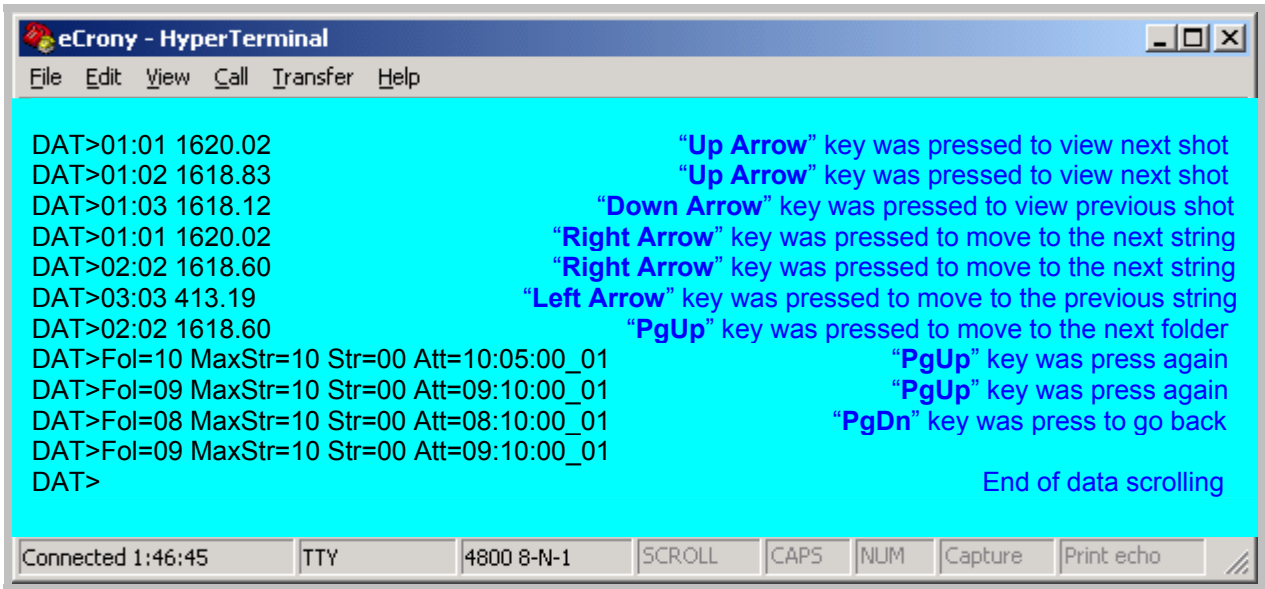 eCrony - HyperTerminal
File Edit View Call Transfer Help
DAT>01:01 1620.02 “Up Arrow” key was pressed to view next shot
DAT>01:02 1618.83 “Up Arrow” key was pressed to view next shot
DAT>01:03 1618.12 “Down Arrow” key was pressed to view previous shot
DAT>01:01 1620.02 “Right Arrow” key was pressed to move to the next string
DAT>02:02 1618.60 “Right Arrow” key was pressed to move to the next string
DAT>03:03 413.19 “Left Arrow” key was pressed to move to the previous string
DAT>02:02 1618.60 “PgUp” key was pressed to move to the next folder
DAT>Fol=10 MaxStr=10 Str=00 Att=10:05:00_01 “PgUp” key was press again
DAT>Fol=09 MaxStr=10 Str=00 Att=09:10:00_01 “PgUp” key was press again
DAT>Fol=08 MaxStr=10 Str=00 Att=08:10:00_01 “PgDn” key was press to go back
DAT>Fol=09 MaxStr=10 Str=00 Att=09:10:00_01
DAT> End of data scrolling
Connected 1:46:45 TTY 4800 8-N-1 SCROLL CAPS NUM Capture Print echo